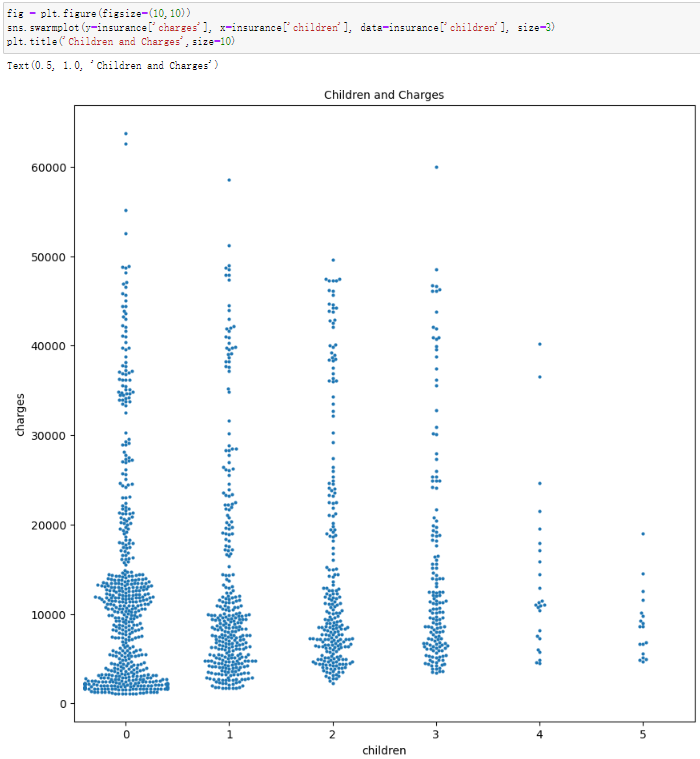 fig = plt.figure(figsize=(10,10))
sns.swarmplot(y=insurance['charges'], x=insurance['children'], data=insurance['children'], size=3)
plt.title('Children and Charges',size=10)
Text(0.5, 1.0, 'Children and Charges')
Children and Charges
60000
50000
40000
30000
20000
10000
0
charges
0 1 2 3 4 5
children